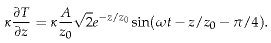 κ ∂T/∂z = κ A/z₀ √2 e^{−z/z₀} sin(ωt − z/z₀ − π/4).